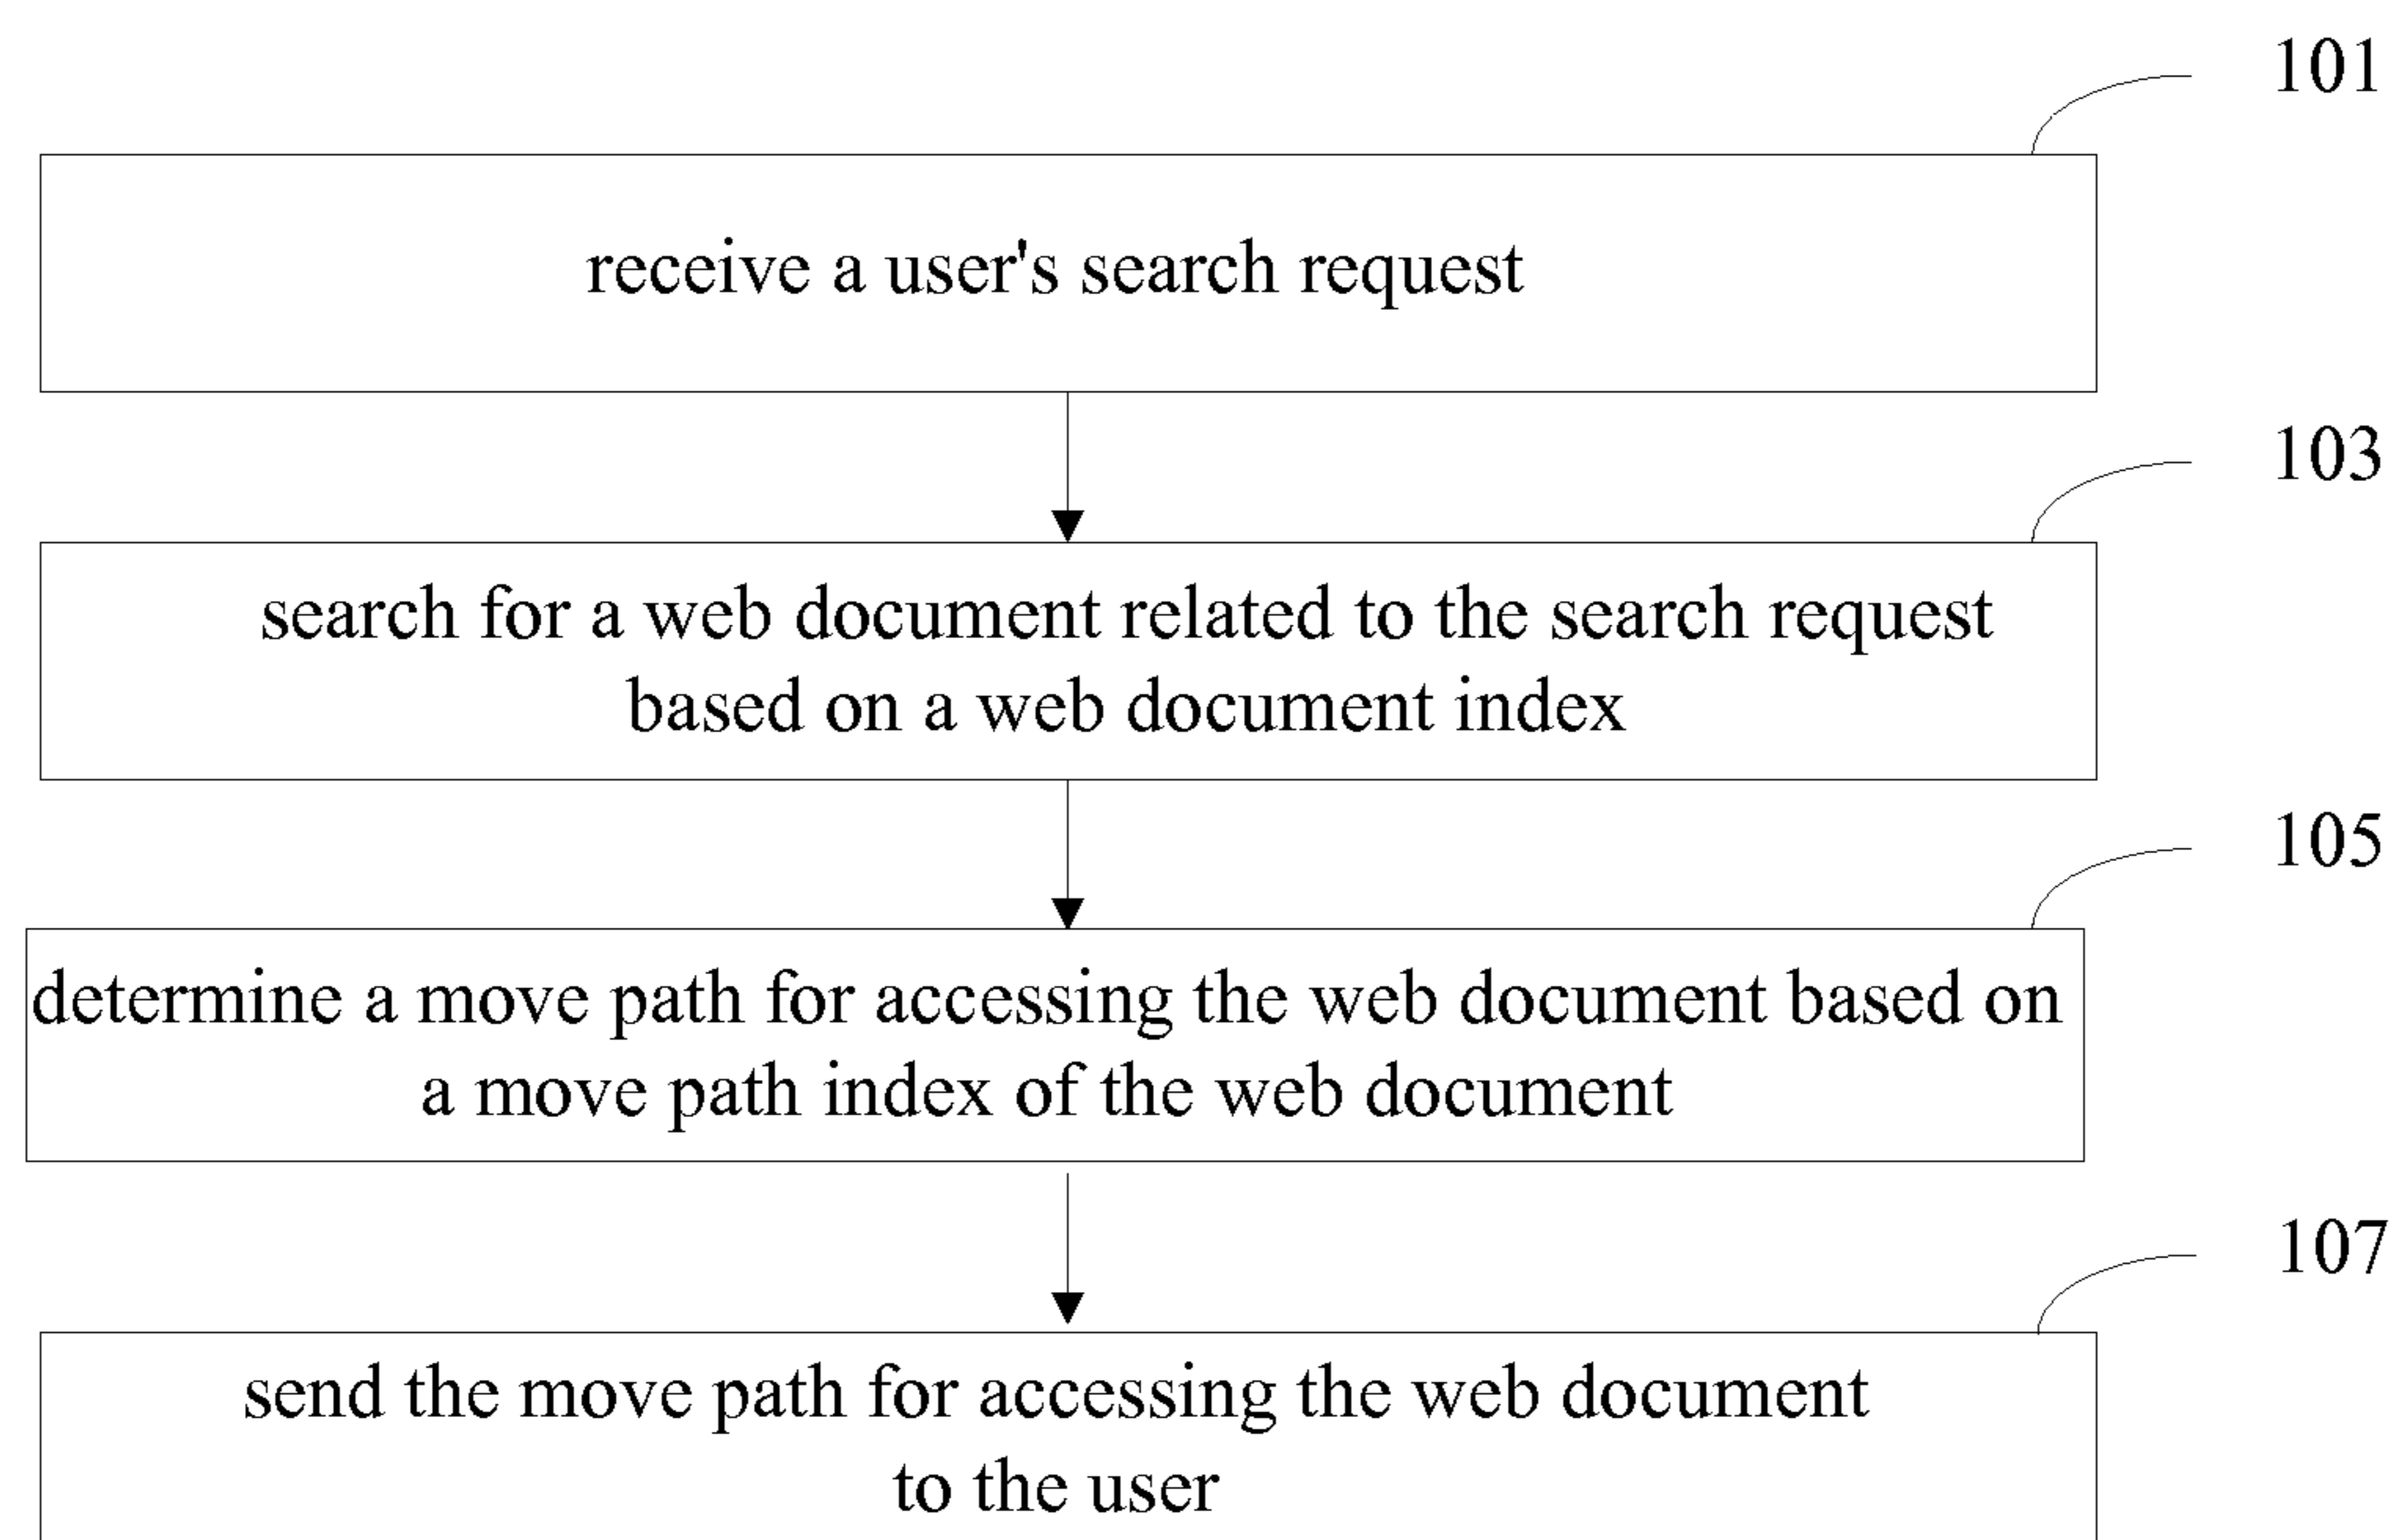 101
receive a user's search request
103
search for a web document related to the search request
based on a web document index
105
determine a move path for accessing the web document based on
a move path index of the web document
107
send the move path for accessing the web document
to the user